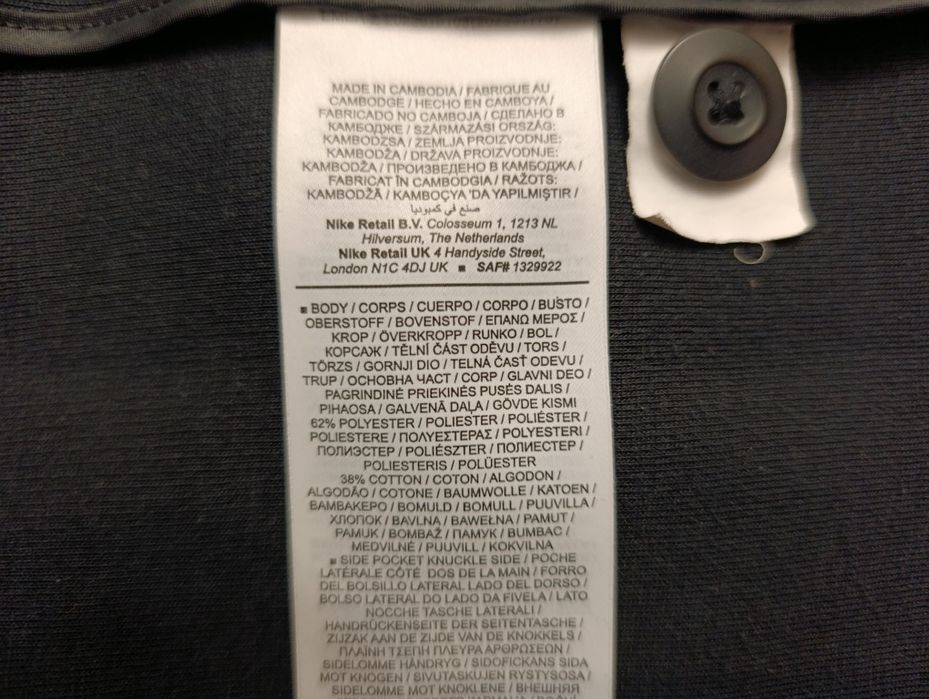 MADE IN CAMBODIA / FABRIQUE AU
CAMBODGE / HECHO EN CAMBOYA /
FABRICADO NO CAMBOJA / СДЕЛАНО В
КАМБОДЖЕ / SZÁRMAZÁSI ORSZÁG:
KAMBODZSA / ZEMLJA PROIZVODNJE:
KAMBODŽA / DRŽAVA PROIZVODNJE:
KAMBODŽA / ПРОИЗВЕДЕНО В КАМБОДЖА /
FABRICAT ÎN CAMBODGIA / RAŽOTS:
KAMBODŽĀ / KAMBOÇYA 'DA YAPILMIŞTIR /
صنع في كمبوديا
Nike Retail B.V. Colosseum 1, 1213 NL
Hilversum, The Netherlands
Nike Retail UK 4 Handyside Street,
London N1C 4DJ UK ■ SAF# 1329922
■ BODY / CORPS / CUERPO / CORPO / BUSTO /
OBERSTOFF / BOVENSTOF / ΕΠΑΝΩ ΜΕΡΟΣ /
KROP / ÖVERKROPP / RUNKO / BOL /
КОРСАЖ / TĚLNÍ ČÁST ODĚVU / TORS /
TÖRZS / GORNJI DIO / TELNÁ ČASŤ ODEVU /
TRUP / ОСНОВНА ЧАСТ / CORP / GLAVNI DEO /
PAGRINDINĖ PRIEKINĖS PUSĖS DALIS /
PIHAOSA / GALVENĀ DAĻA / GÖVDE KISMI
62% POLYESTER / POLIESTER / POLIÉSTER /
POLIESTERE / ΠΟΛΥΕΣΤΕΡΑΣ / POLYESTERI /
ПОЛИЭСТЕР / POLIÉSZTER / ПОЛИЕСТЕР /
POLIESTERIS / POLÜESTER
38% COTTON / COTON / ALGODON /
ALGODÃO / COTONE / BAUMWOLLE / KATOEN /
ΒΑΜΒΑΚΕΡΟ / BOMULD / BOMULL / PUUVILLA /
ХЛОПОК / BAVLNA / BAWEŁNA / PAMUT /
PAMUK / BOMBAŽ / ПАМУК / BUMBAC /
MEDVILNĖ / PUUVILL / KOKVILNA
■ SIDE POCKET KNUCKLE SIDE / POCHE
LATÉRALE CÔTÉ DOS DE LA MAIN / FORRO
DEL BOLSILLO LATERAL LADO DEL DORSO /
BOLSO LATERAL DO LADO DA FIVELA / LATO
NOCCHE TASCHE LATERALI /
HANDRÜCKENSEITE DER SEITENTASCHE /
ZIJZAK AAN DE ZIJDE VAN DE KNOKKELS /
ΠΛΑΪΝΗ ΤΣΕΠΗ ΠΛΕΥΡΑ ΑΡΘΡΩΣΕΩΝ /
SIDELOMME HÅNDRYG / SIDOFICKANS SIDA
MOT KNOGEN / SIVUTASKUJEN RYSTYSOSA /
SIDELOMME MOT KNOKLENE / ВНЕШНЯЯ